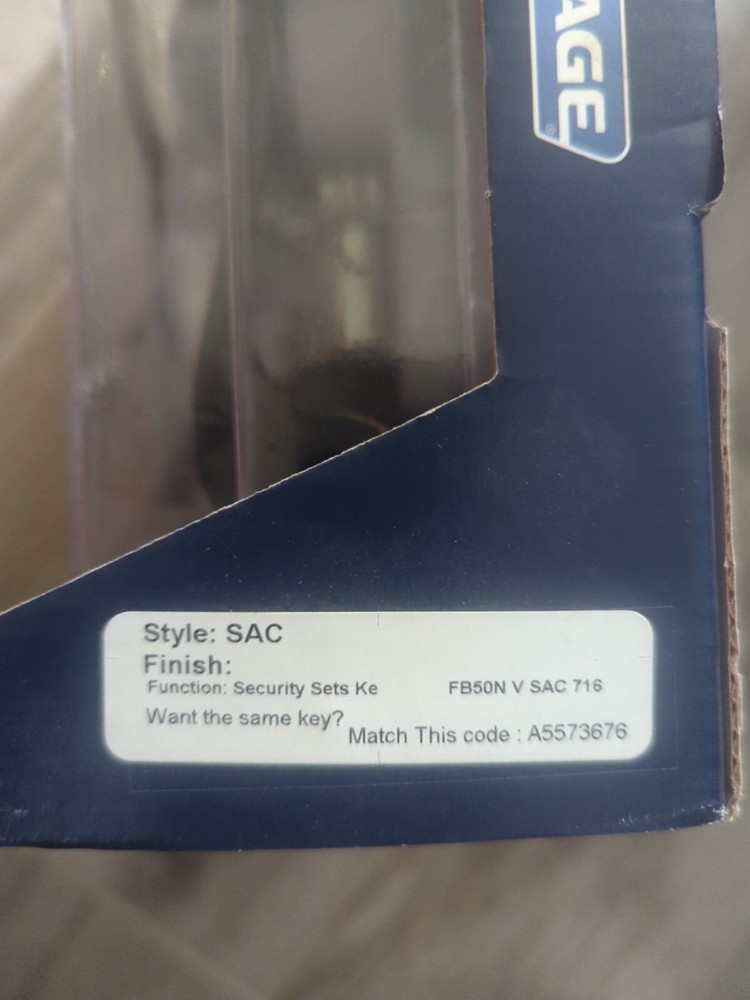 AGE
Style: SAC
Finish:
Function: Security Sets Ke FB50N V SAC 716
Want the same key?
Match This code : A5573676